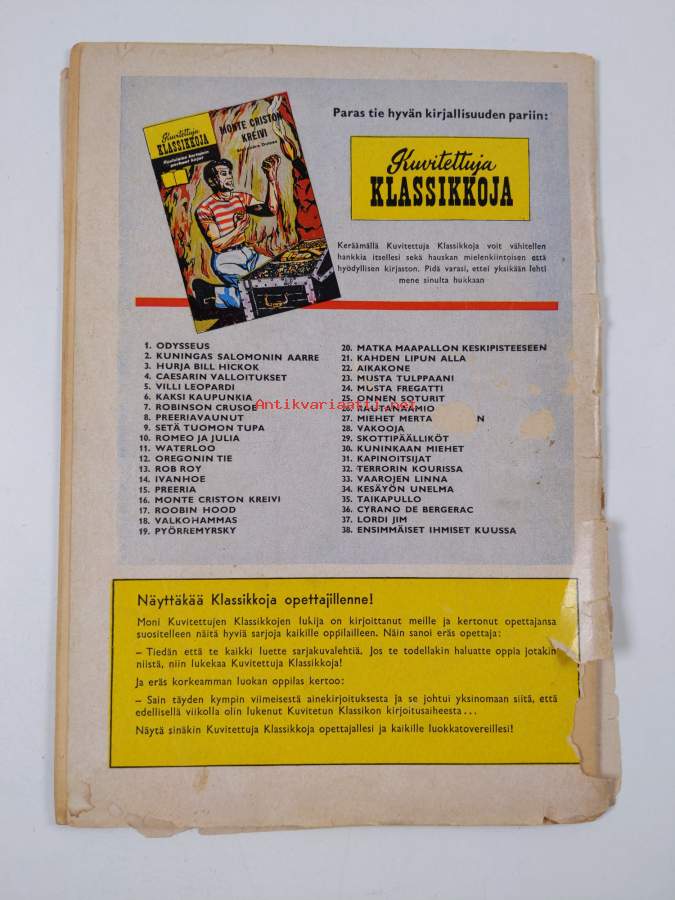 Kuvitettuja
KLASSIKKOJA
MONTE CRISTON
KREIVI
Alexandre Dumas
Paras tie hyvän kirjallisuuden pariin:
Kuvitettuja
KLASSIKKOJA
Keräämällä Kuvitettuja Klassikkoja voit vähitellen
hankkia itsellesi sekä hauskan mielenkiintoisen että
hyödyllisen kirjaston. Pidä varasi, ettei yksikään lehti
mene sinulta hukkaan
1. ODYSSEUS
2. KUNINGAS SALOMONIN AARRE
3. HURJA BILL HICKOK
4. CAESARIN VALLOITUKSET
5. VILLI LEOPARDI
6. KAKSI KAUPUNKIA
7. ROBINSON CRUSOE
8. PREERIAVAUNUT
9. SETÄ TUOMON TUPA
10. ROMEO JA JULIA
11. WATERLOO
12. OREGONIN TIE
13. ROB ROY
14. IVANHOE
15. PREERIA
16. MONTE CRISTON KREIVI
17. ROOBIN HOOD
18. VALKOHAMMAS
19. PYÖRREMYRSKY
20. MATKA MAAPALLON KESKIPISTEESEEN
21. KAHDEN LIPUN ALLA
22. AIKAKONE
23. MUSTA TULPPAANI
24. MUSTA FREGATTI
25. ONNEN SOTURIT
26. RAUTANAAMIO
27. MIEHET MERTA N
28. VAKOOJA
29. SKOTTIPÄÄLLIKÖT
30. KUNINKAAN MIEHET
31. KAPINOITSIJAT
32. TERRORIN KOURISSA
33. VAAROJEN LINNA
34. KESÄYÖN UNELMA
35. TAIKAPULLO
36. CYRANO DE BERGERAC
37. LORDI JIM
38. ENSIMMÄISET IHMISET KUUSSA
Antikvariaatti.net
Näyttäkää Klassikkoja opettajillenne!
Moni Kuvitettujen Klassikkojen lukija on kirjoittanut meille ja kertonut opettajansa
suositelleen näitä hyviä sarjoja kaikille oppilailleen. Näin sanoi eräs opettaja:
– Tiedän että te kaikki luette sarjakuvalehtiä. Jos te todellakin haluatte oppia jotakin
niistä, niin lukekaa Kuvitettuja Klassikkoja!
Ja eräs korkeamman luokan oppilas kertoo:
– Sain täyden kympin viimeisestä ainekirjoituksesta ja se johtui yksinomaan siitä, että
edellisellä viikolla olin lukenut Kuvitetun Klassikon kirjoitusaiheesta...
Näytä sinäkin Kuvitettuja Klassikkoja opettajallesi ja kaikille luokkatovereillesi!